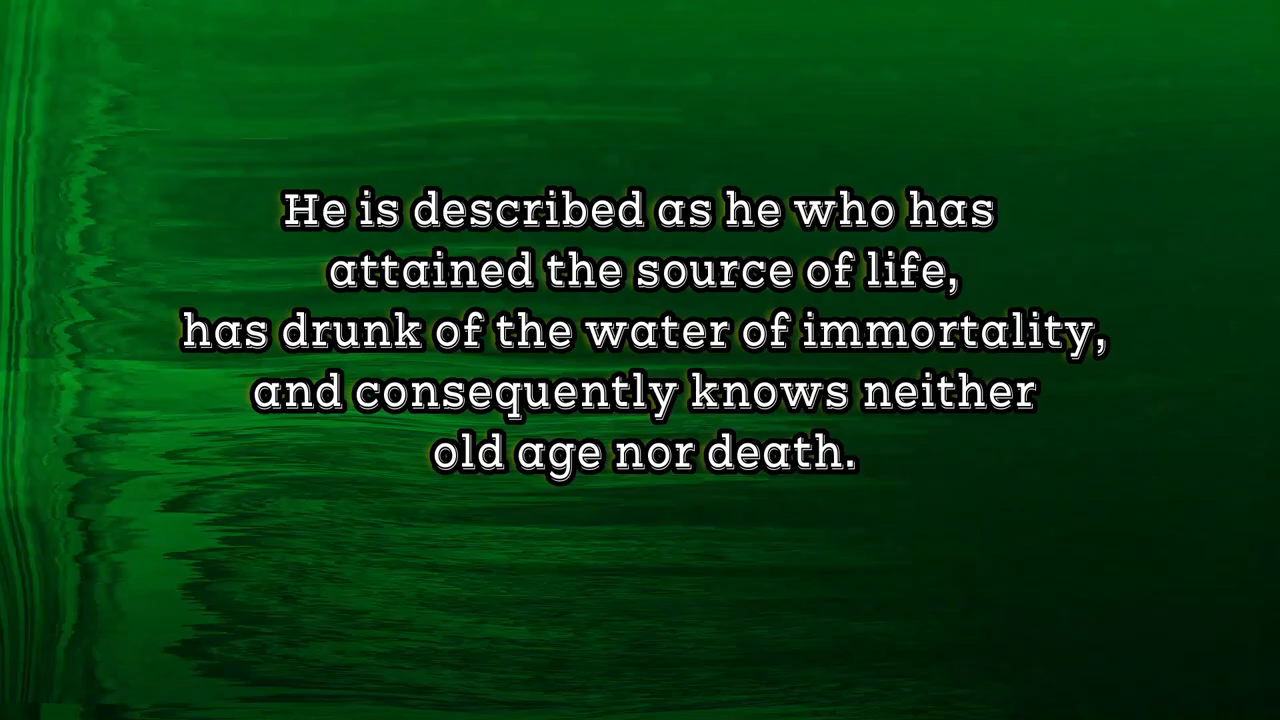 He is described as he who has
attained the source of life,
has drunk of the water of immortality,
and consequently knows neither
old age nor death.